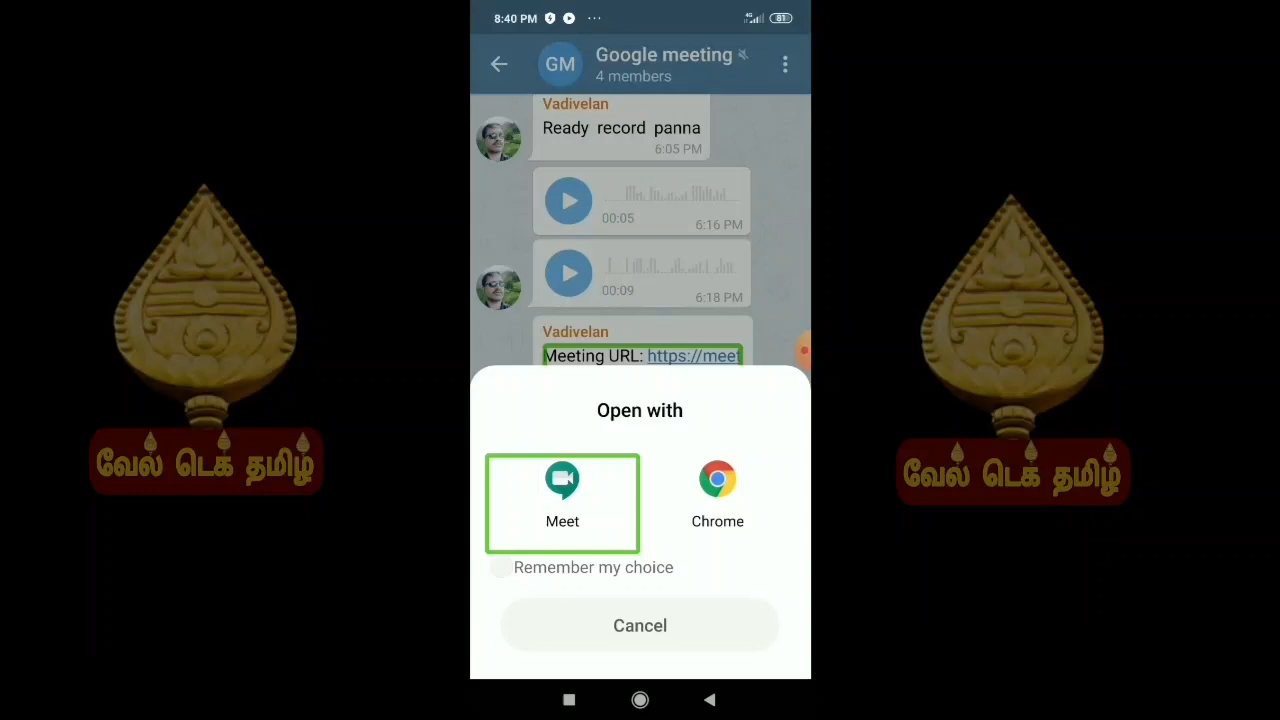 8:40 PM
4G
81
GM
Google meeting
4 members
Vadivelan
Ready record panna
6:05 PM
00:05
6:16 PM
00:09
6:18 PM
Vadivelan
Meeting URL: https://meet
Open with
Meet
Chrome
Remember my choice
Cancel
வேல் டெக் தமிழ்
வேல் டெக் தமிழ்